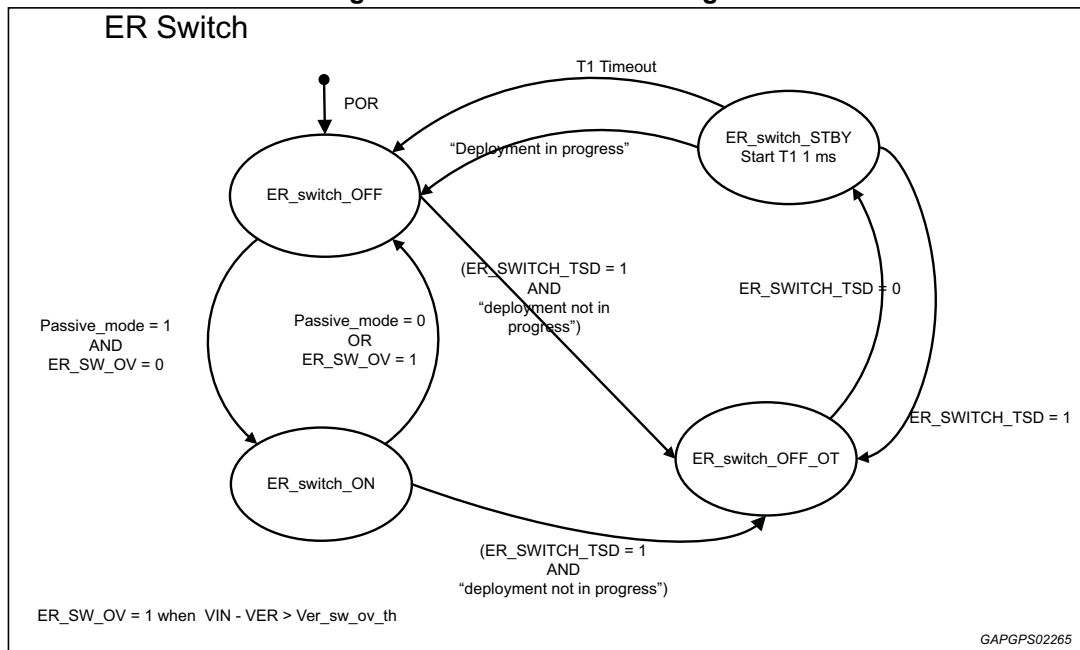 ER Switch
T1 Timeout
POR
ER_switch_STBY
Start T1 1 ms
“Deployment in progress”
ER_switch_OFF
(ER_SWITCH_TSD = 1
AND
“deployment not in
progress”)
ER_SWITCH_TSD = 0
Passive_mode = 1
AND
ER_SW_OV = 0
Passive_mode = 0
OR
ER_SW_OV = 1
ER_SWITCH_TSD = 1
ER_switch_OFF_OT
ER_switch_ON
(ER_SWITCH_TSD = 1
AND
“deployment not in progress”)
ER_SW_OV = 1 when VIN - VER > Ver_sw_ov_th
GAPGPS02265